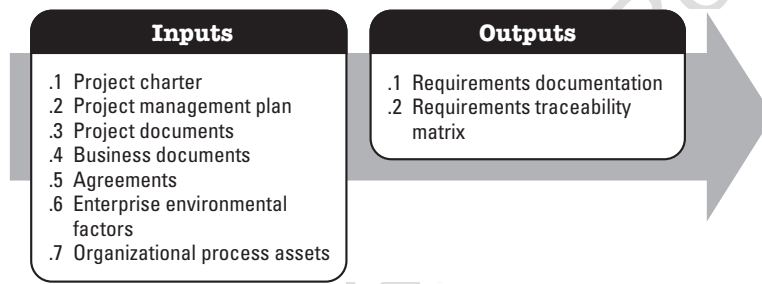 Inputs
.1 Project charter
.2 Project management plan
.3 Project documents
.4 Business documents
.5 Agreements
.6 Enterprise environmental
factors
.7 Organizational process assets
Outputs
.1 Requirements documentation
.2 Requirements traceability
matrix